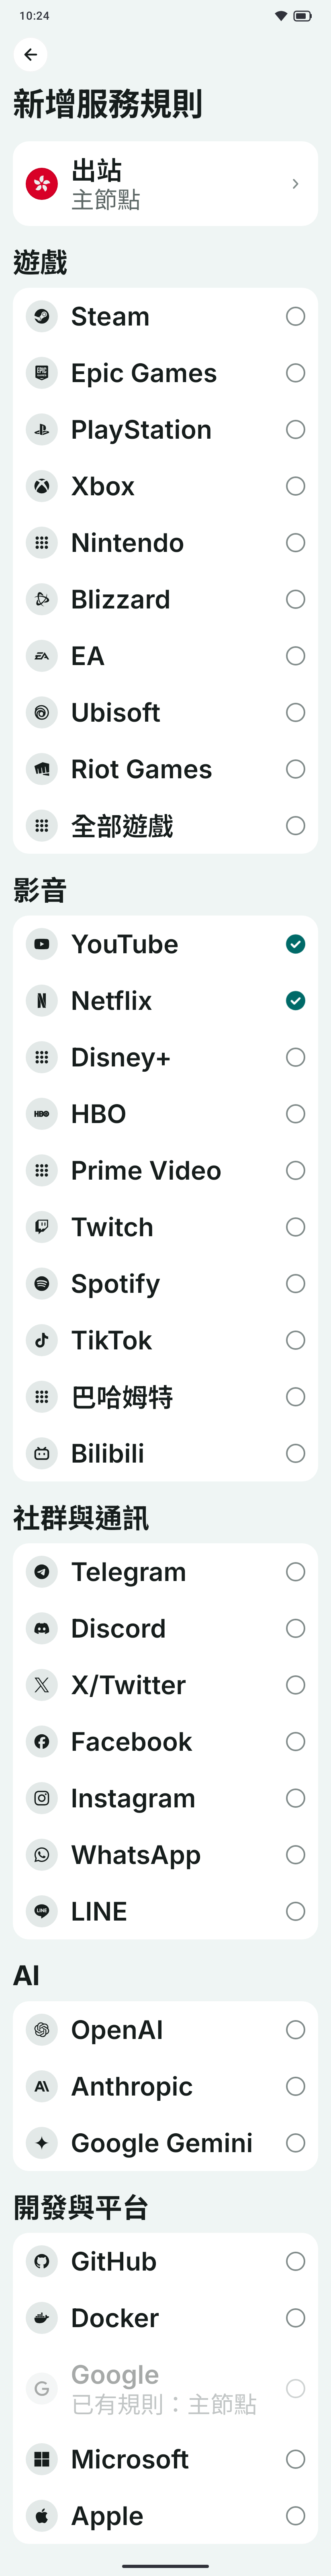 10:24
新增服務規則
出站
主節點
遊戲
Steam
Epic Games
PlayStation
Xbox
Nintendo
Blizzard
EA
Ubisoft
Riot Games
全部遊戲
影音
YouTube
Netflix
Disney+
HBO
Prime Video
Twitch
Spotify
TikTok
巴哈姆特
Bilibili
社群與通訊
Telegram
Discord
X/Twitter
Facebook
Instagram
WhatsApp
LINE
AI
OpenAI
Anthropic
Google Gemini
開發與平台
GitHub
Docker
Google
已有規則：主節點
Microsoft
Apple